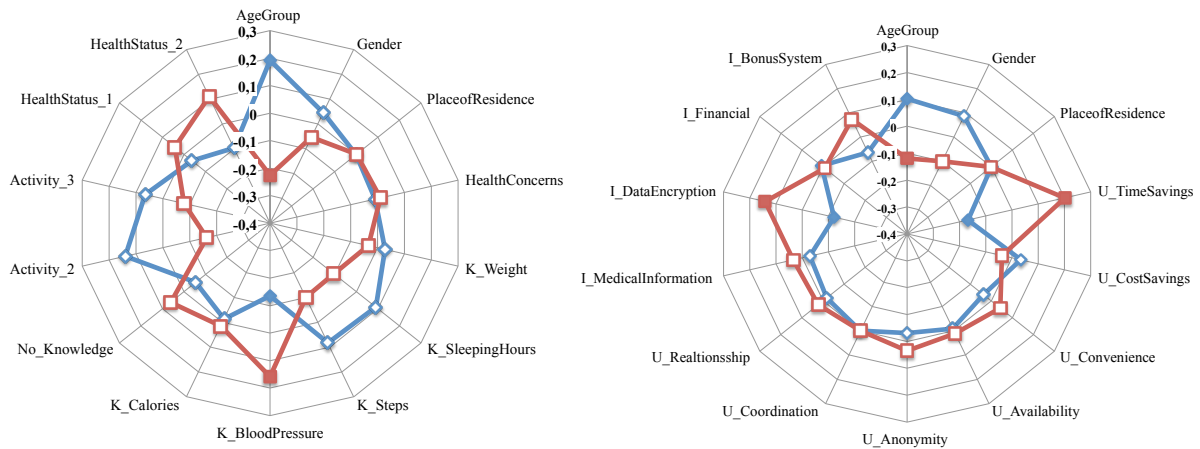 AgeGroup
0,3
0,2
0,1
0
-0,1
-0,2
-0,3
-0,4
Gender
PlaceofResidence
HealthConcerns
K_Weight
K_SleepingHours
K_Steps
K_BloodPressure
K_Calories
No_Knowledge
Activity_2
Activity_3
HealthStatus_1
HealthStatus_2
AgeGroup
0,3
0,2
0,1
0
-0,1
-0,2
-0,3
-0,4
Gender
PlaceofResidence
U_TimeSavings
U_CostSavings
U_Convenience
U_Availability
U_Anonymity
U_Coordination
U_Realtionsship
I_MedicalInformation
I_DataEncryption
I_Financial
I_BonusSystem